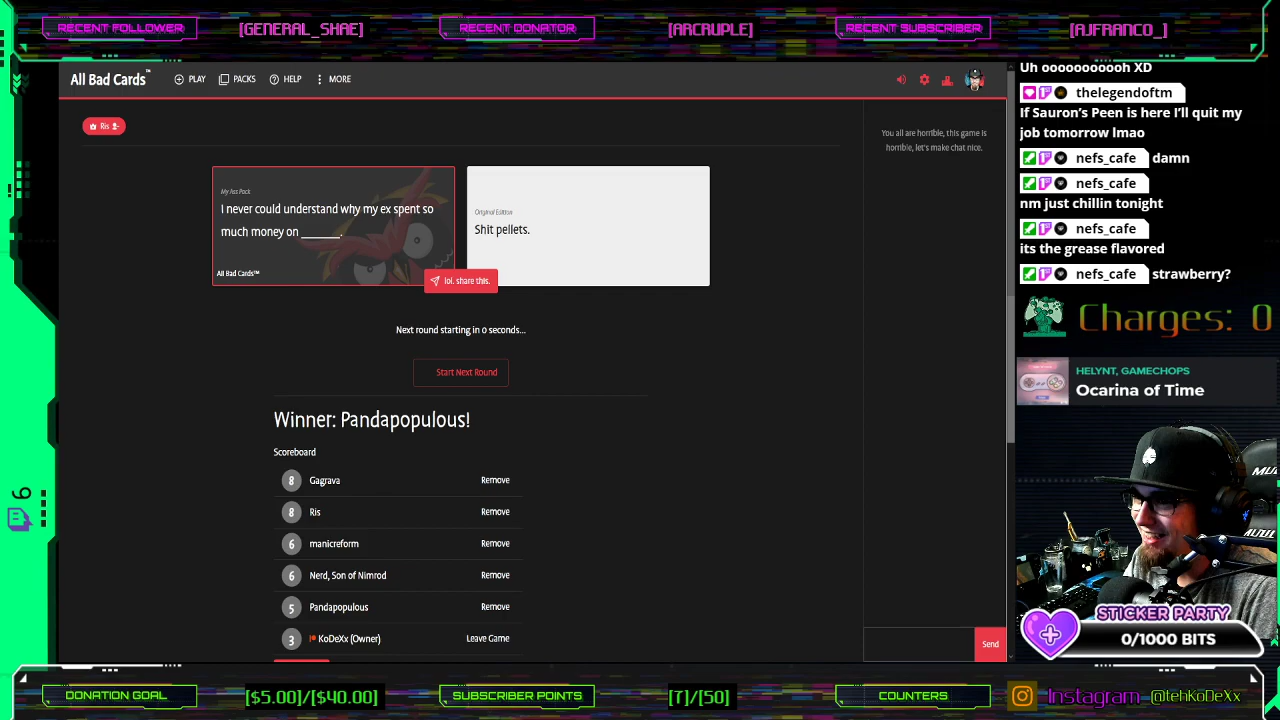 RECENT FOLLOWER
[GENERAL_SHAE]
RECENT DONATOR
[ARCRUPLE]
RECENT SUBSCRIBER
[AJFRANCO_]
All Bad Cards™
PLAY
PACKS
HELP
MORE
Ris
My Ass Pack
I never could understand why my ex spent so
much money on ______.
All Bad Cards™
Original Edition
Shit pellets.
lol. share this.
Next round starting in 0 seconds...
Start Next Round
Winner: Pandapopulous!
Scoreboard
8 Gagrava Remove
8 Ris Remove
6 manicreform Remove
6 Nerd, Son of Nimrod Remove
5 Pandapopulous Remove
3 KoDeXx (Owner) Leave Game
You all are horrible, this game is
horrible, let's make chat nice.
Send
Uh oooooooooh XD
thelegendoftm
If Sauron's Peen is here I'll quit my
job tomorrow lmao
nefs_cafe damn
nefs_cafe
nm just chillin tonight
nefs_cafe
its the grease flavored
nefs_cafe strawberry?
Charges: 0
HELYNT, GAMECHOPS
Ocarina of Time
6
STICKER PARTY
0/1000 BITS
DONATION GOAL
[$5.00]/[$40.00]
SUBSCRIBER POINTS
[7]/[50]
COUNTERS
Instagram @tehKoDeXx